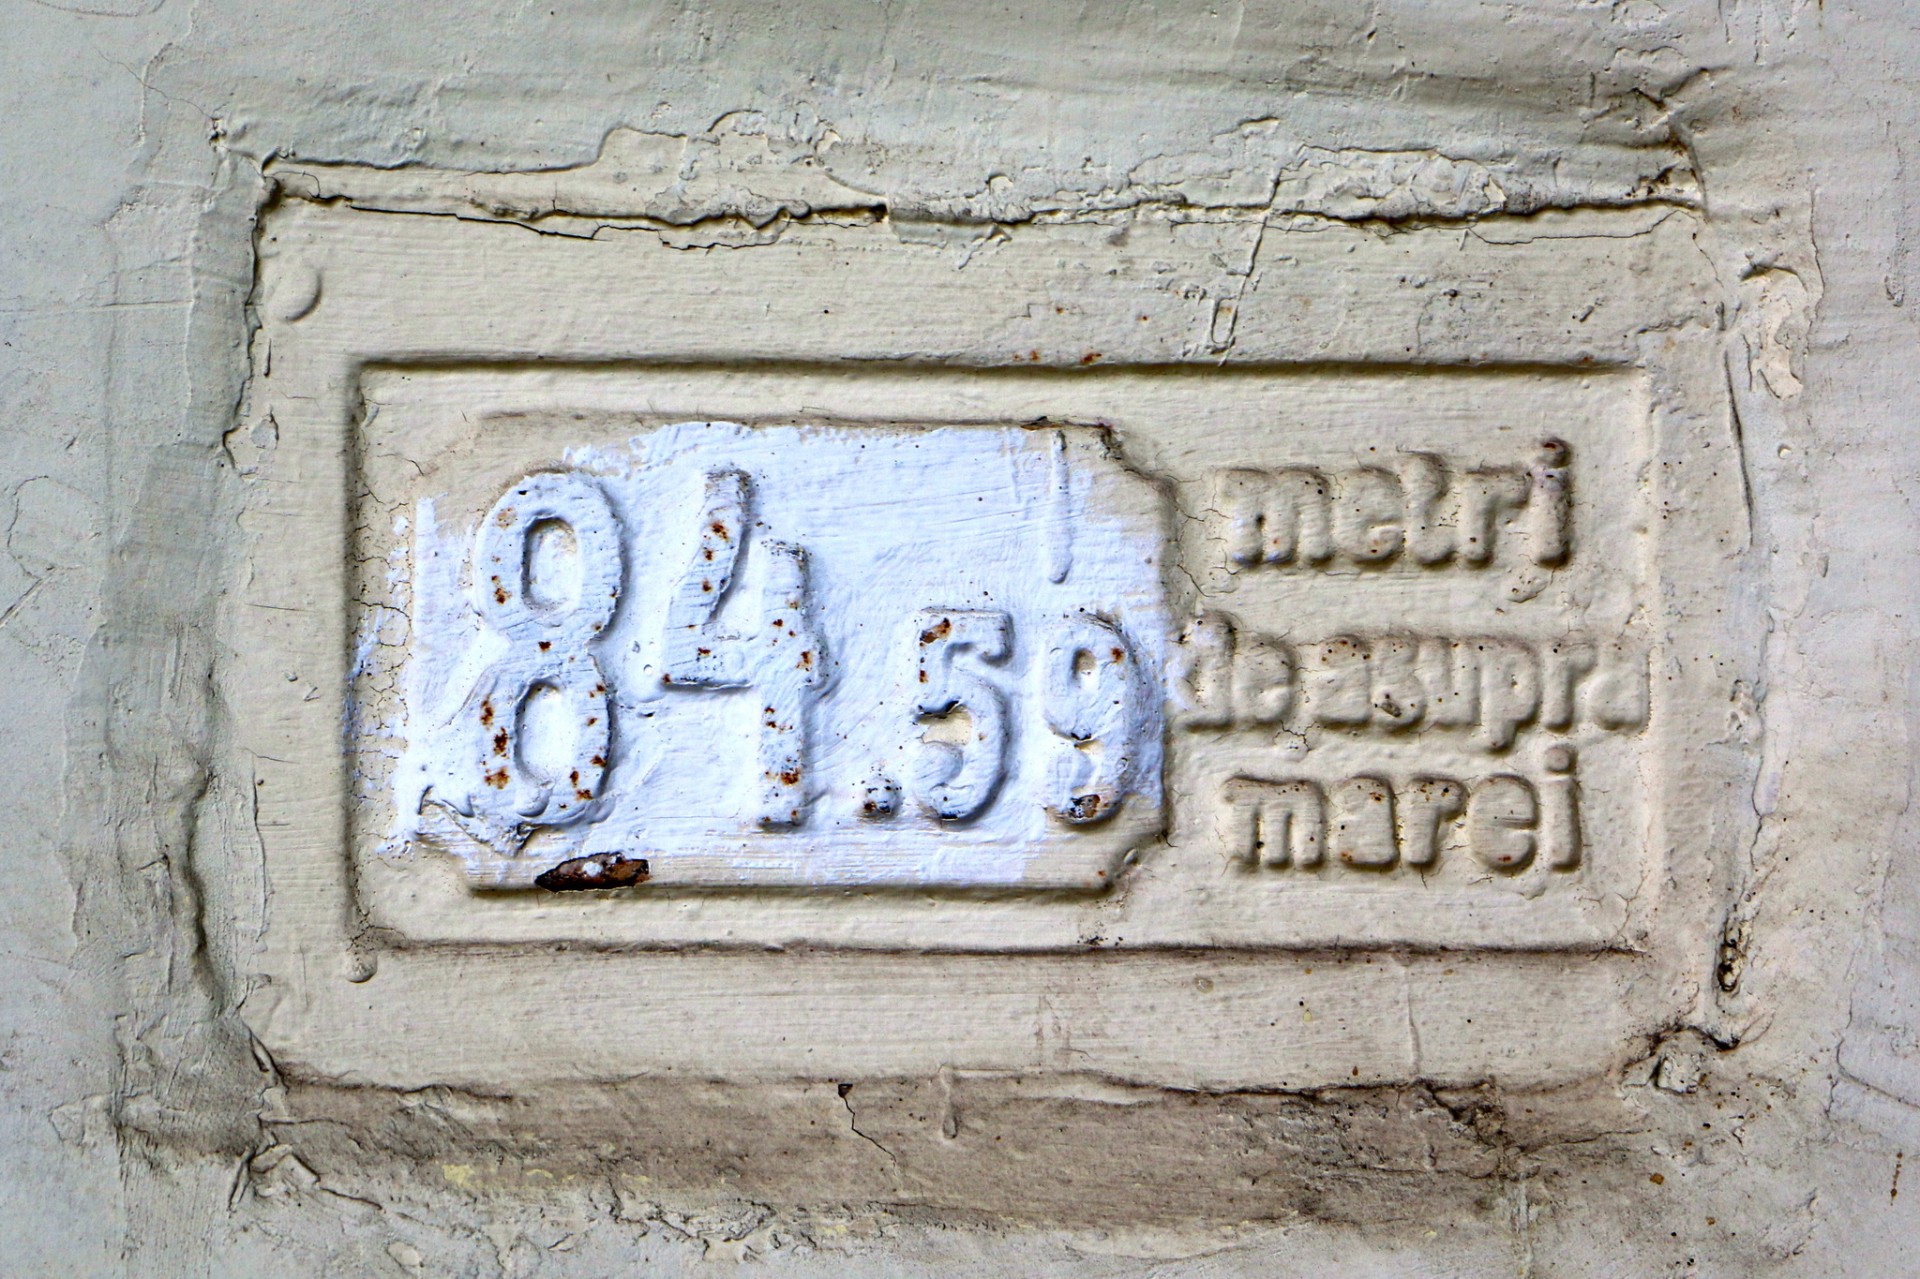 84.59
metri
de asupra
marei